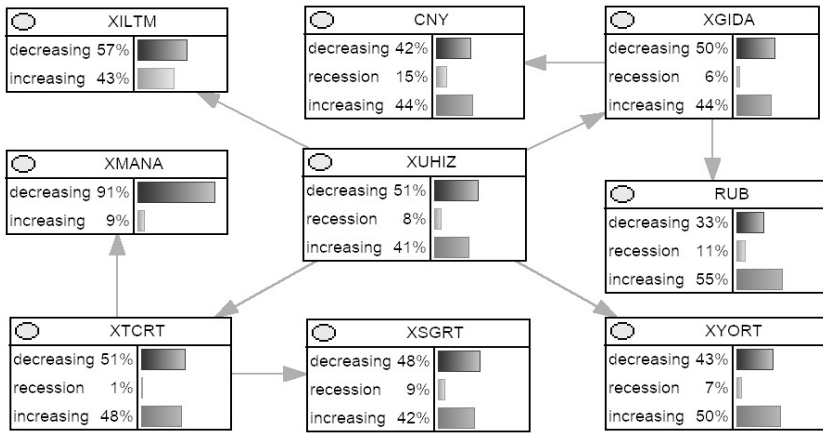 XILTM
decreasing 57%
increasing 43%
CNY
decreasing 42%
recession 15%
increasing 44%
XGIDA
decreasing 50%
recession 6%
increasing 44%
XMANA
decreasing 91%
increasing 9%
XUHIZ
decreasing 51%
recession 8%
increasing 41%
RUB
decreasing 33%
recession 11%
increasing 55%
XTCRT
decreasing 51%
recession 1%
increasing 48%
XSGRT
decreasing 48%
recession 9%
increasing 42%
XYORT
decreasing 43%
recession 7%
increasing 50%